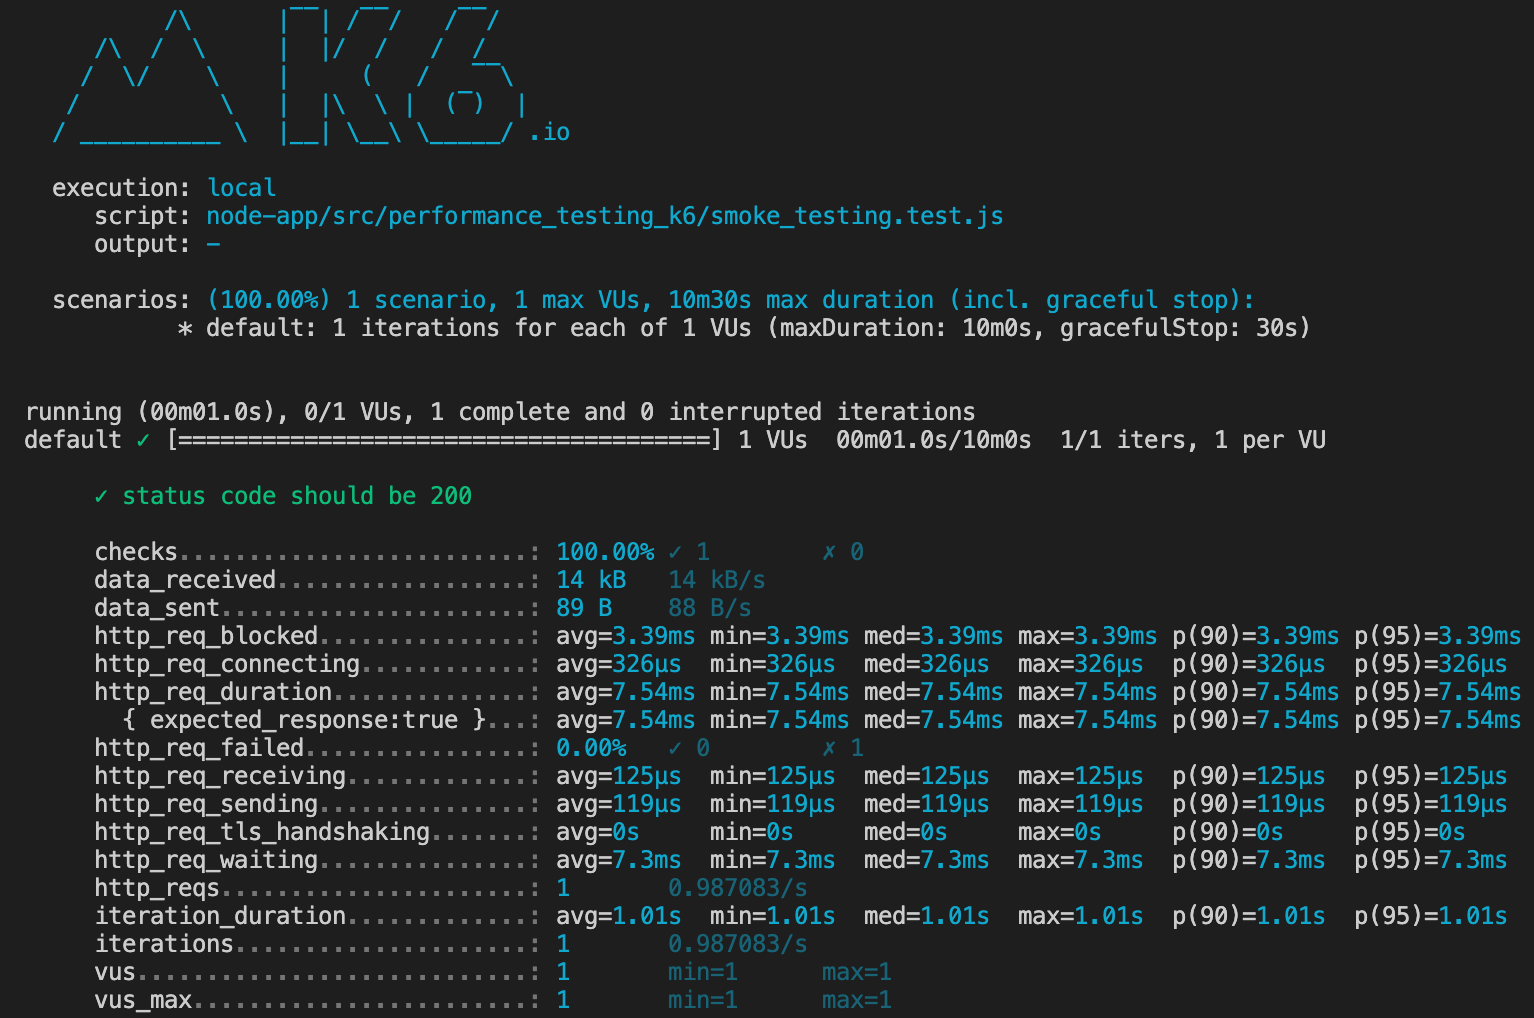 /\      |‾‾| /‾‾/   /‾‾/
     /\  /  \     |  |/  /   /  /
    /  \/    \    |     (   /   ‾‾\
   /          \   |  |\  \ |  (‾)  |
  / __________ \  |__| \__\ \_____/ .io
execution: local
script: node-app/src/performance_testing_k6/smoke_testing.test.js
output: -
scenarios: (100.00%) 1 scenario, 1 max VUs, 10m30s max duration (incl. graceful stop):
* default: 1 iterations for each of 1 VUs (maxDuration: 10m0s, gracefulStop: 30s)
running (00m01.0s), 0/1 VUs, 1 complete and 0 interrupted iterations
default ✓ [======================================] 1 VUs  00m01.0s/10m0s  1/1 iters, 1 per VU
✓ status code should be 200
checks.........................: 100.00% ✓ 1        ✗ 0
data_received..................: 14 kB   14 kB/s
data_sent......................: 89 B    88 B/s
http_req_blocked...............: avg=3.39ms min=3.39ms med=3.39ms max=3.39ms p(90)=3.39ms p(95)=3.39ms
http_req_connecting............: avg=326µs  min=326µs  med=326µs  max=326µs  p(90)=326µs  p(95)=326µs
http_req_duration..............: avg=7.54ms min=7.54ms med=7.54ms max=7.54ms p(90)=7.54ms p(95)=7.54ms
{ expected_response:true }...: avg=7.54ms min=7.54ms med=7.54ms max=7.54ms p(90)=7.54ms p(95)=7.54ms
http_req_failed................: 0.00%   ✓ 0        ✗ 1
http_req_receiving.............: avg=125µs  min=125µs  med=125µs  max=125µs  p(90)=125µs  p(95)=125µs
http_req_sending...............: avg=119µs  min=119µs  med=119µs  max=119µs  p(90)=119µs  p(95)=119µs
http_req_tls_handshaking.......: avg=0s     min=0s     med=0s     max=0s     p(90)=0s     p(95)=0s
http_req_waiting...............: avg=7.3ms  min=7.3ms  med=7.3ms  max=7.3ms  p(90)=7.3ms  p(95)=7.3ms
http_reqs......................: 1       0.987083/s
iteration_duration.............: avg=1.01s  min=1.01s  med=1.01s  max=1.01s  p(90)=1.01s  p(95)=1.01s
iterations.....................: 1       0.987083/s
vus............................: 1       min=1      max=1
vus_max........................: 1       min=1      max=1